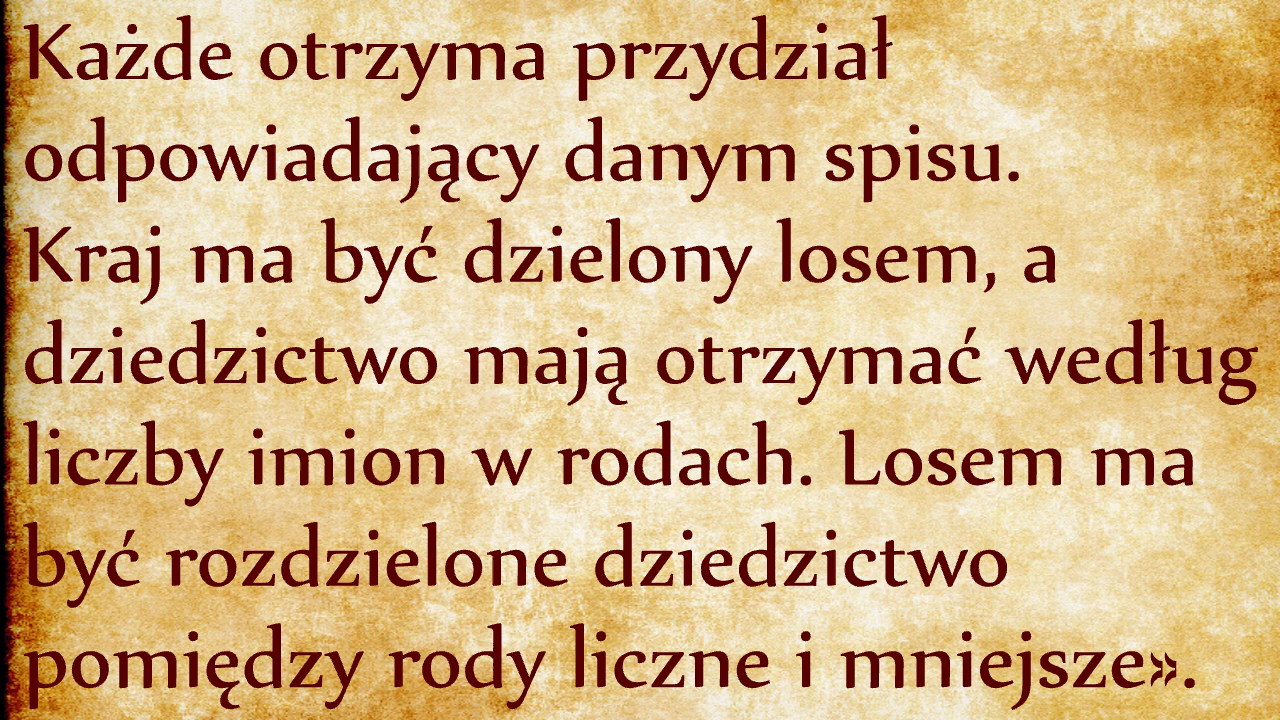 Każde otrzyma przydział
odpowiadający danym spisu.
Kraj ma być dzielony losem, a
dziedzictwo mają otrzymać według
liczby imion w rodach. Losem ma
być rozdzielone dziedzictwo
pomiędzy rody liczne i mniejsze».